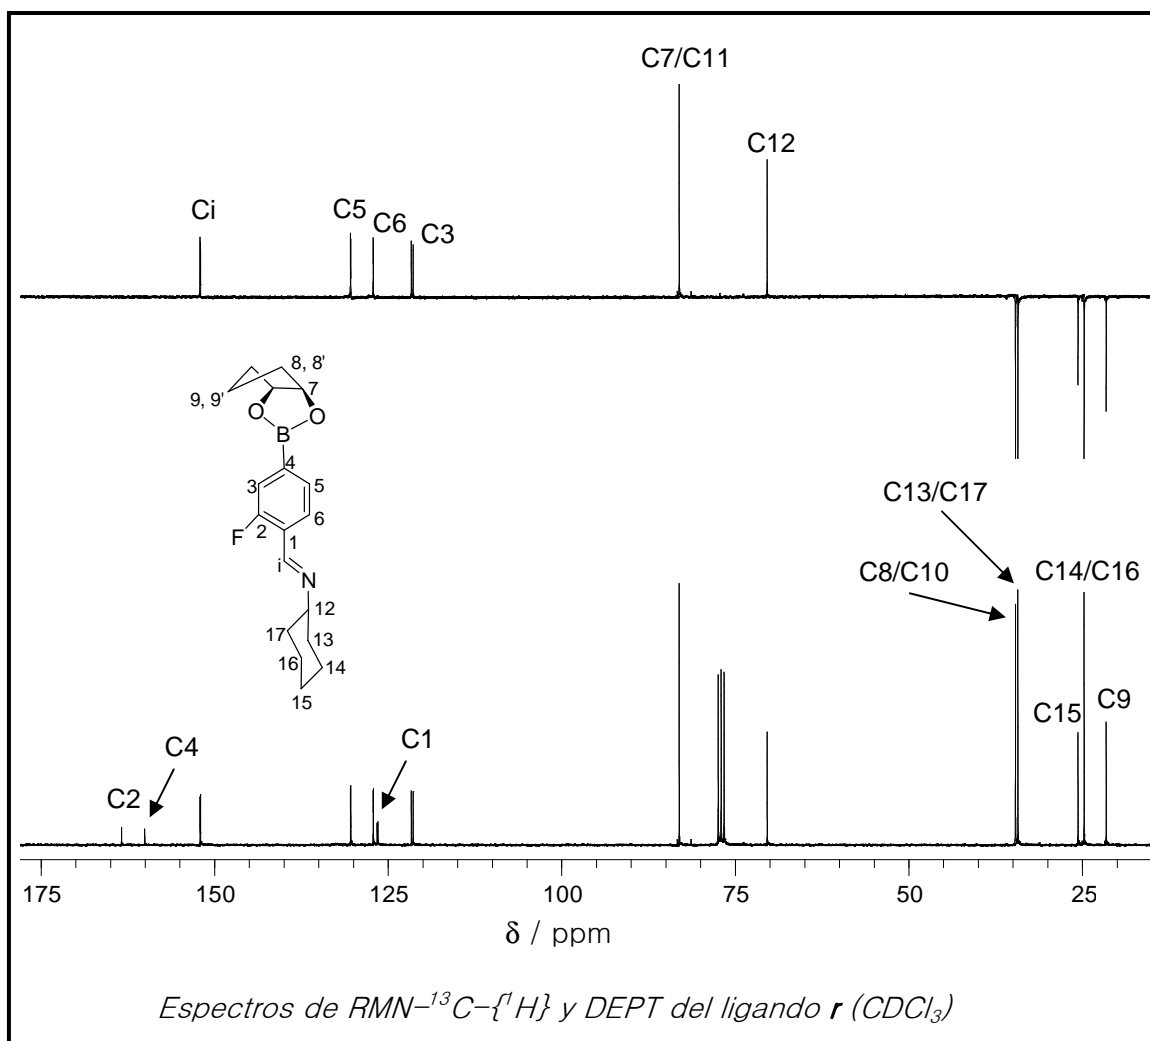 C7/C11
C12
Ci
C5
C6
C3
8, 8'
7
9, 9'
O
O
B
4
3
5
6
F
2
1
i
N
12
17
13
16
14
15
C13/C17
C8/C10
C14/C16
C15
C9
C1
C4
C2
175 150 125 100 75 50 25
δ / ppm
Espectros de RMN–¹³C–{¹H} y DEPT del ligando r (CDCl₃)